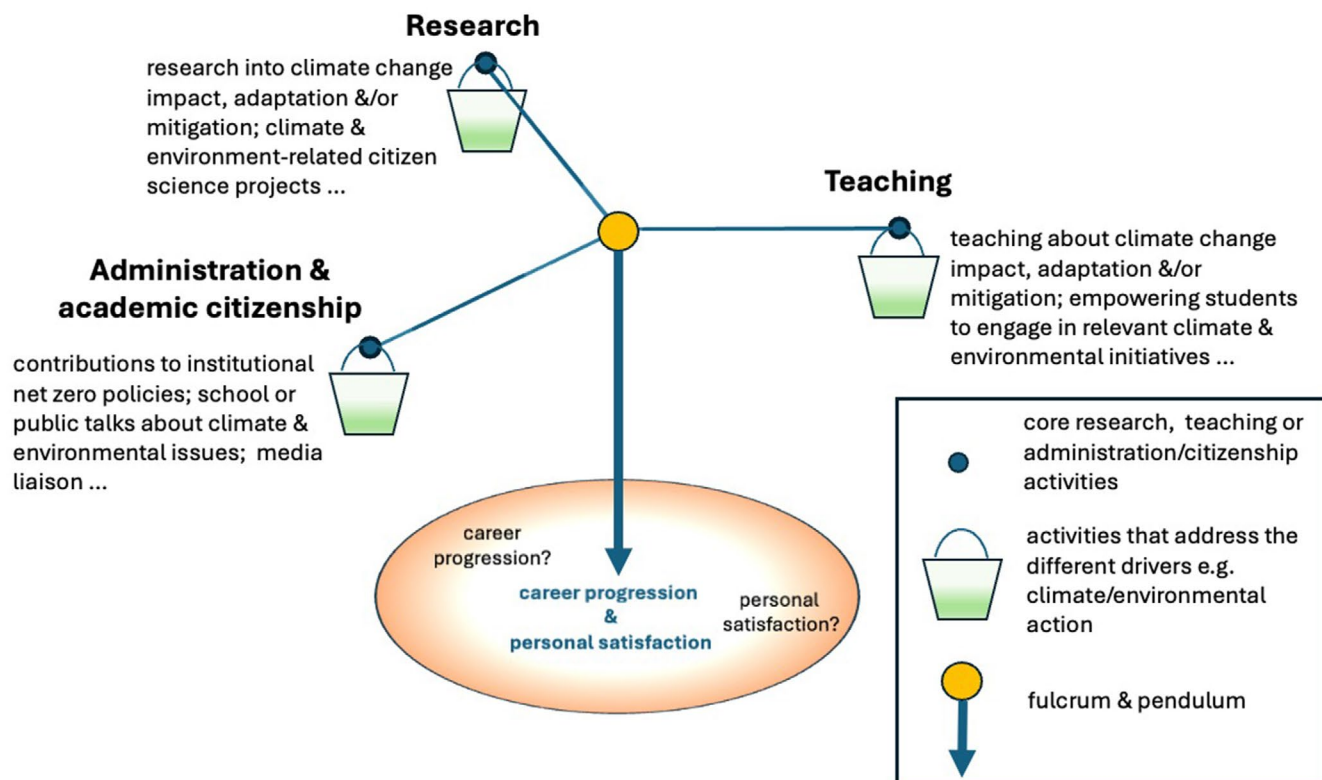 Research
research into climate change
impact, adaptation &/or
mitigation; climate &
environment-related citizen
science projects ...
Teaching
teaching about climate change
impact, adaptation &/or
mitigation; empowering students
to engage in relevant climate &
environmental initiatives ...
Administration &
academic citizenship
contributions to institutional
net zero policies; school or
public talks about climate &
environmental issues; media
liaison ...
career
progression?
career progression
&
personal satisfaction
personal
satisfaction?
core research, teaching or
administration/citizenship
activities
activities that address the
different drivers e.g.
climate/environmental
action
fulcrum & pendulum